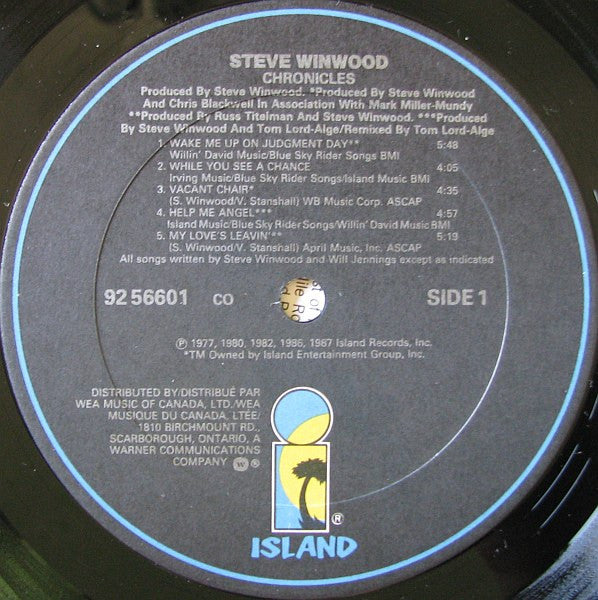 STEVE WINWOOD
CHRONICLES
Produced By Steve Winwood. *Produced By Steve Winwood
And Chris Blackwell In Association With Mark Miller-Mundy
**Produced By Russ Titelman And Steve Winwood. ***Produced
By Steve Winwood And Tom Lord-Alge/Remixed By Tom Lord-Alge
1. WAKE ME UP ON JUDGMENT DAY** 5:48
Willin' David Music/Blue Sky Rider Songs BMI
2. WHILE YOU SEE A CHANCE 4:05
Irving Music/Blue Sky Rider Songs/Island Music BMI
3. VACANT CHAIR* 4:35
(S. Winwood/V. Stanshall) WB Music Corp. ASCAP
4. HELP ME ANGEL*** 4:57
Island Music/Blue Sky Rider Songs/Willin' David Music BMI
5. MY LOVE'S LEAVIN'** 5:19
(S. Winwood/V. Stanshall) April Music, Inc. ASCAP
All songs written by Steve Winwood and Will Jennings except as indicated
92 56601 CO SIDE 1
st of
ile Ro
℗ 1977, 1980, 1982, 1986, 1987 Island Records, Inc.
*TM Owned by Island Entertainment Group, Inc.
DISTRIBUTED BY/DISTRIBUÉ PAR
WEA MUSIC OF CANADA, LTD./WEA
MUSIQUE DU CANADA, LTÉE/
1810 BIRCHMOUNT RD.,
SCARBOROUGH, ONTARIO, A
WARNER COMMUNICATIONS
COMPANY W ®
®
ISLAND